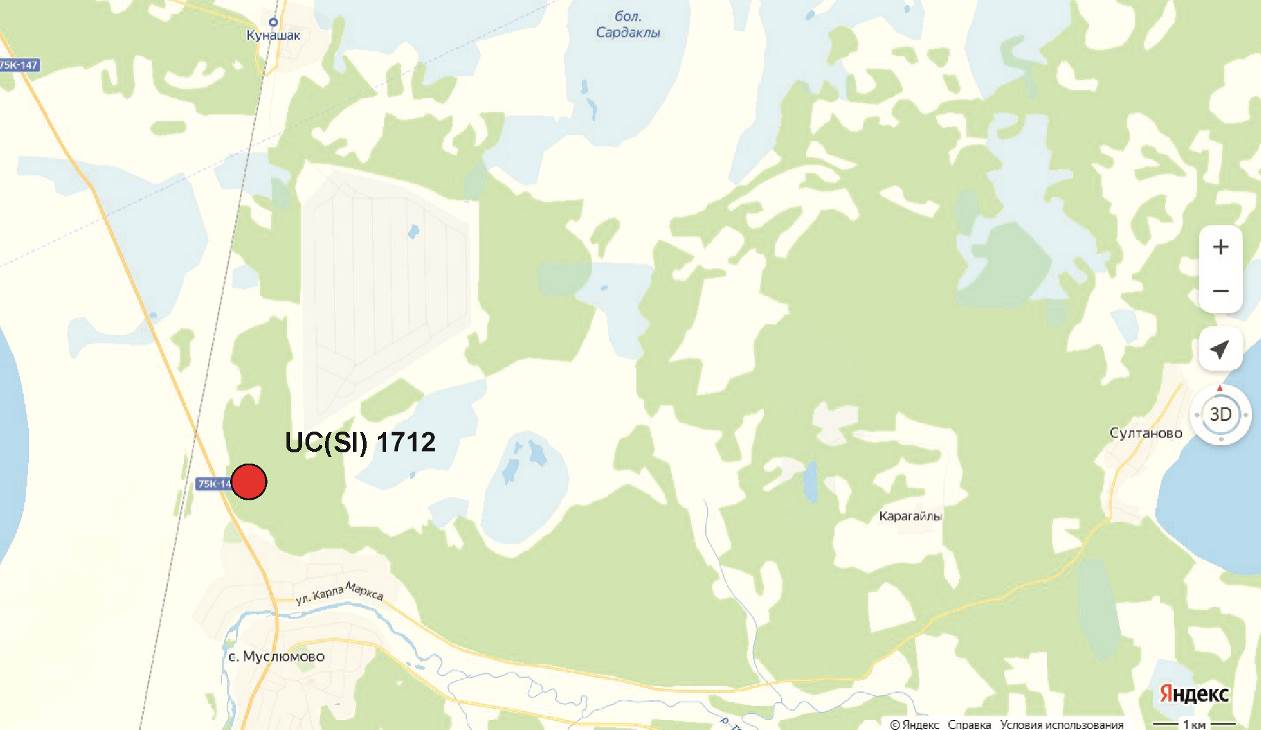 бол.
Сардаклы
Кунашак
75К-147
UC(SI) 1712
75К-14
3D
Султаново
Карагайлы
ул. Карла Маркса
с. Муслюмово
Яндекс
© Яндекс Справка Условия использования
1 км